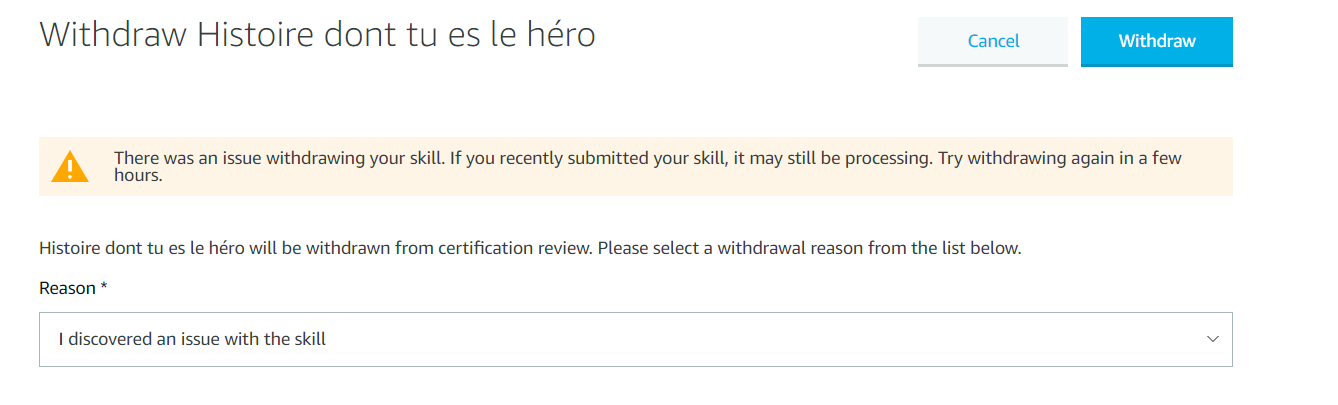 Withdraw Histoire dont tu es le héro
Cancel
Withdraw
There was an issue withdrawing your skill. If you recently submitted your skill, it may still be processing. Try withdrawing again in a few
hours.
Histoire dont tu es le héro will be withdrawn from certification review. Please select a withdrawal reason from the list below.
Reason *
I discovered an issue with the skill